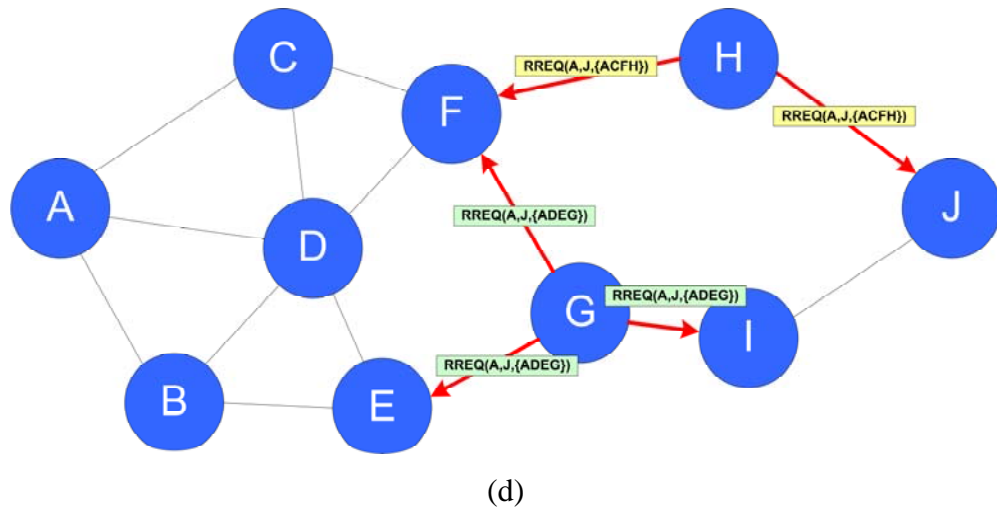 C
H
RREQ(A,J,{ACFH})
F
RREQ(A,J,{ACFH})
A
J
RREQ(A,J,{ADEG})
D
RREQ(A,J,{ADEG})
G
I
RREQ(A,J,{ADEG})
B
E
(d)